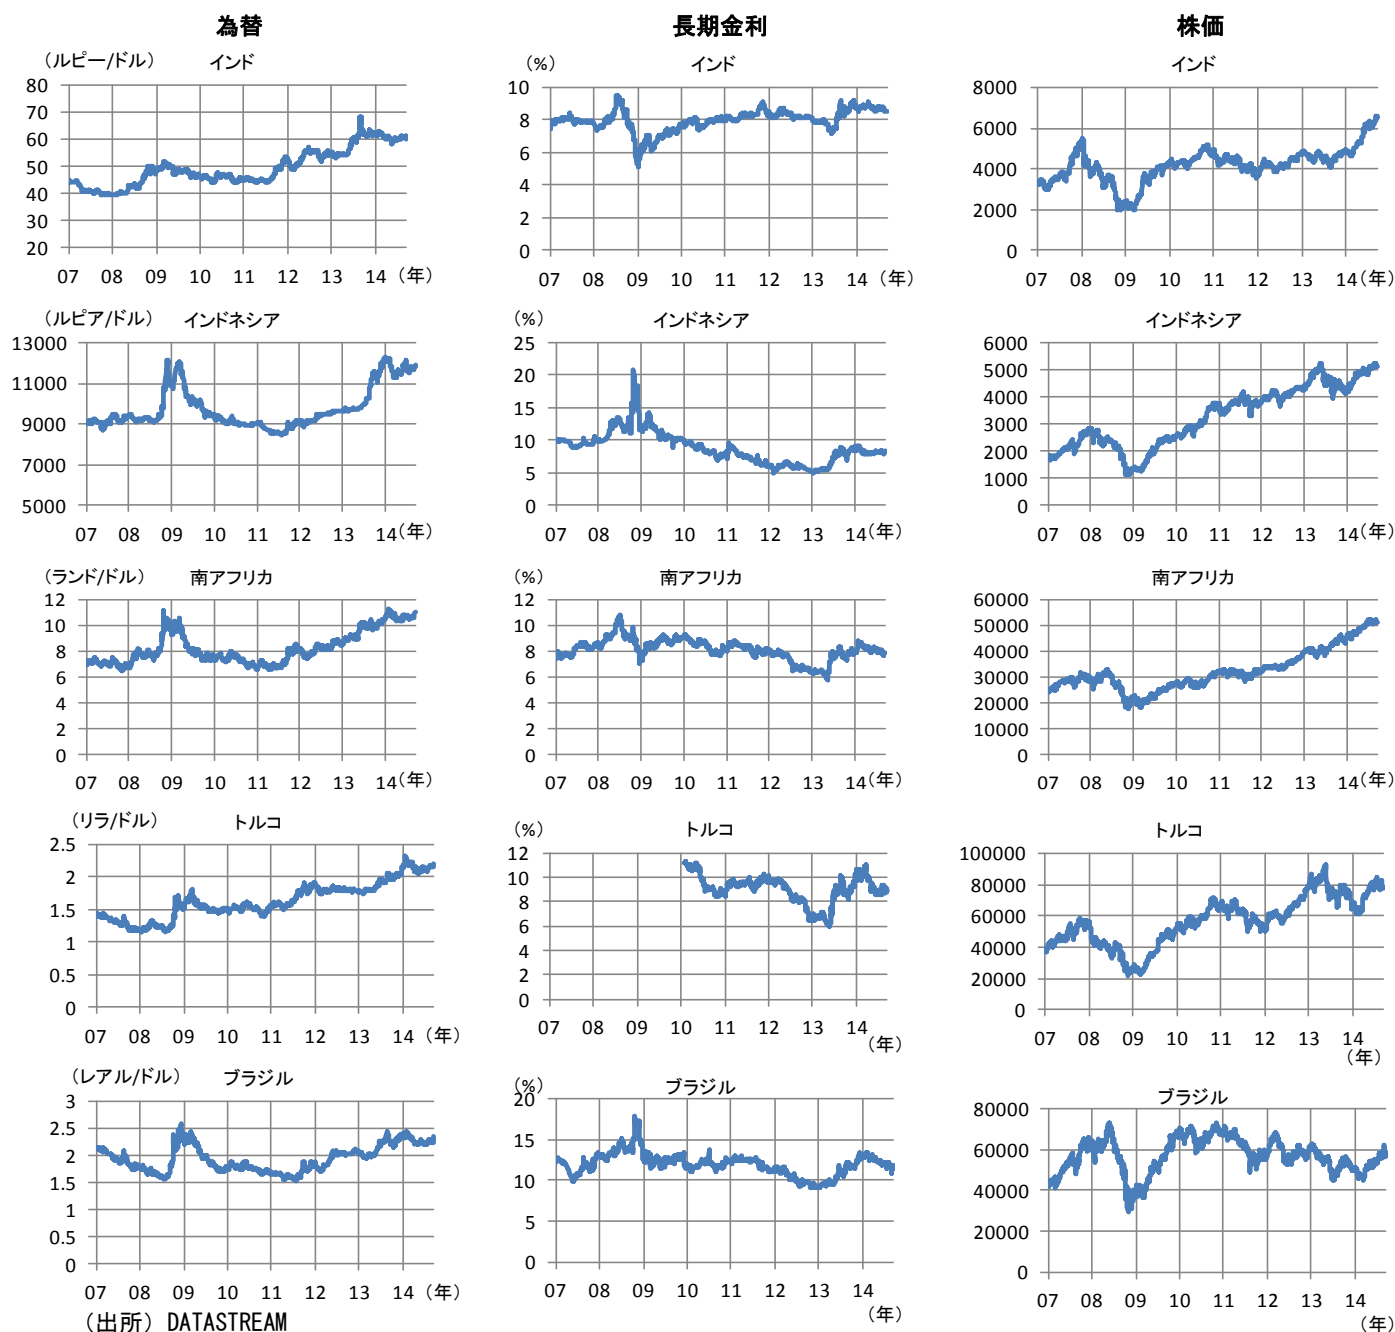 為替 長期金利 株価
(ルピー/ドル) インド
80
70
60
50
40
30
20
07 08 09 10 11 12 13 14 (年)
(%) インド
10
8
6
4
2
0
07 08 09 10 11 12 13 14 (年)
インド
8000
6000
4000
2000
0
07 08 09 10 11 12 13 14 (年)
(ルピア/ドル) インドネシア
13000
11000
9000
7000
5000
07 08 09 10 11 12 13 14 (年)
(%) インドネシア
25
20
15
10
5
0
07 08 09 10 11 12 13 14 (年)
インドネシア
6000
5000
4000
3000
2000
1000
0
07 08 09 10 11 12 13 14 (年)
(ランド/ドル) 南アフリカ
12
10
8
6
4
2
0
07 08 09 10 11 12 13 14 (年)
(%) 南アフリカ
12
10
8
6
4
2
0
07 08 09 10 11 12 13 14 (年)
南アフリカ
60000
50000
40000
30000
20000
10000
0
07 08 09 10 11 12 13 14 (年)
(リラ/ドル) トルコ
2.5
2
1.5
1
0.5
0
07 08 09 10 11 12 13 14 (年)
(%) トルコ
12
10
8
6
4
2
0
07 08 09 10 11 12 13 14
(年)
トルコ
100000
80000
60000
40000
20000
0
07 08 09 10 11 12 13 14
(年)
(レアル/ドル) ブラジル
3
2.5
2
1.5
1
0.5
0
07 08 09 10 11 12 13 14 (年)
(%) ブラジル
20
15
10
5
0
07 08 09 10 11 12 13 14
(年)
ブラジル
80000
60000
40000
20000
0
07 08 09 10 11 12 13 14
(年)
(出所) DATASTREAM